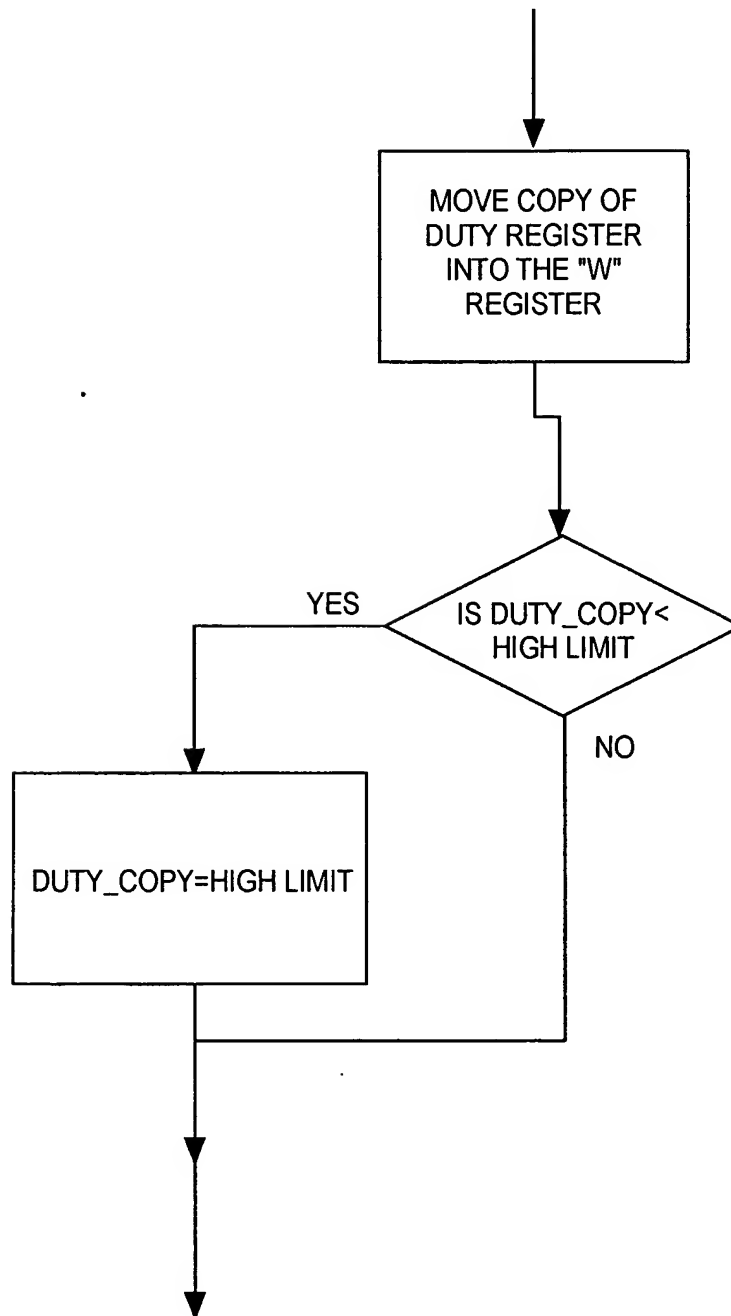 MOVE COPY OF
DUTY REGISTER
INTO THE "W"
REGISTER
YES
IS DUTY_COPY<
HIGH LIMIT
NO
DUTY_COPY=HIGH LIMIT